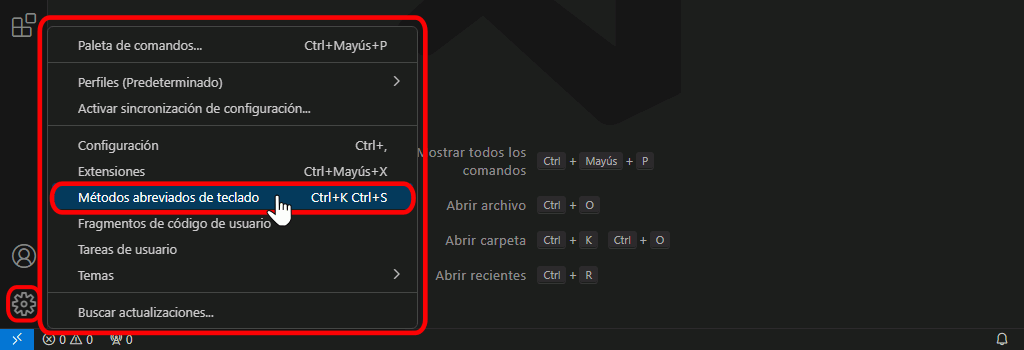 Paleta de comandos... Ctrl+Mayús+P
Perfiles (Predeterminado)
Activar sincronización de configuración...
Configuración Ctrl+,
Extensiones Ctrl+Mayús+X
Métodos abreviados de teclado Ctrl+K Ctrl+S
Fragmentos de código de usuario
Tareas de usuario
Temas
Buscar actualizaciones...
Mostrar todos los
comandos Ctrl + Mayús + P
Abrir archivo Ctrl + O
Abrir carpeta Ctrl + K Ctrl + O
Abrir recientes Ctrl + R
0 0 0